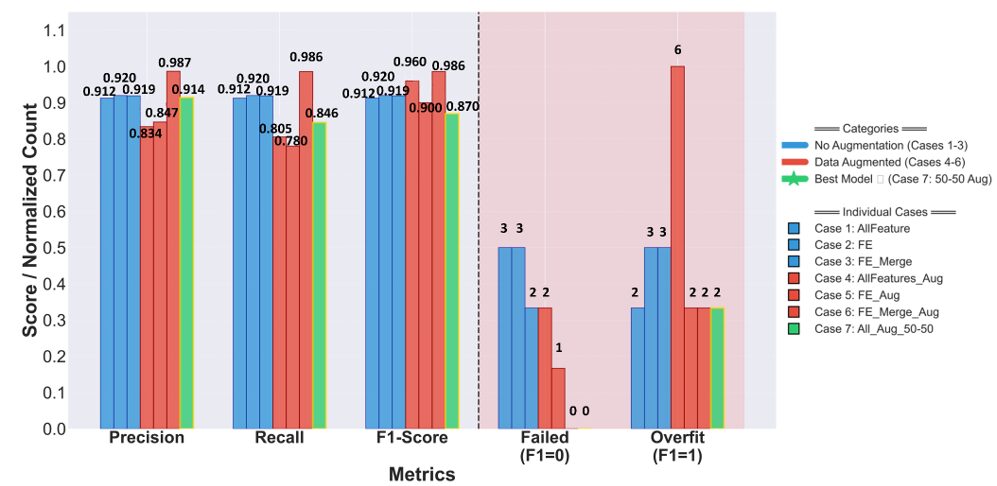 Score / Normalized Count
1.1
1.0
0.9
0.8
0.7
0.6
0.5
0.4
0.3
0.2
0.1
0.0
0.912
0.920
0.919
0.834
0.847
0.987
0.914
0.912
0.920
0.919
0.805
0.780
0.986
0.846
0.912
0.920
0.919
0.960
0.900
0.986
0.870
3 3
2 2
1
0 0
2
3 3
6
2 2 2
Precision
Recall
F1-Score
Failed
(F1=0)
Overfit
(F1=1)
Metrics
Categories
No Augmentation (Cases 1-3)
Data Augmented (Cases 4-6)
Best Model (Case 7: 50-50 Aug)
Individual Cases
Case 1: AllFeature
Case 2: FE
Case 3: FE_Merge
Case 4: AllFeatures_Aug
Case 5: FE_Aug
Case 6: FE_Merge_Aug
Case 7: All_Aug_50-50